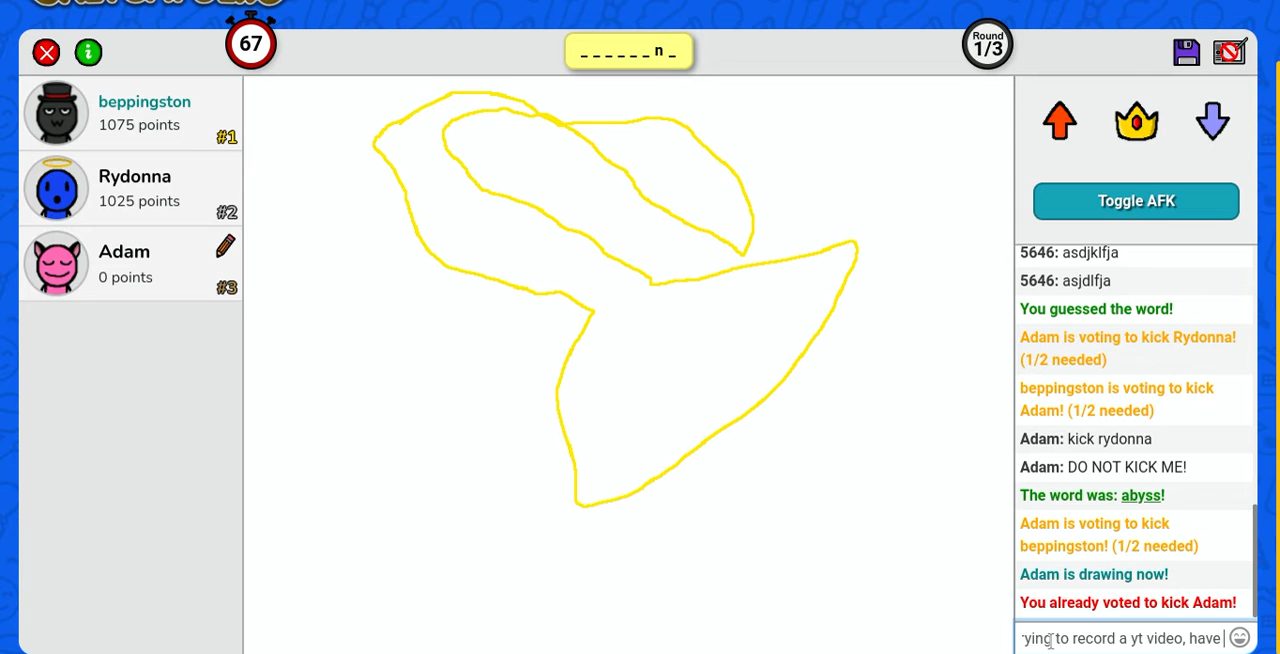 67
_ _ _ _ _ _ n _
Round
1/3
beppingston
1075 points
#1
Rydonna
1025 points
#2
Adam
0 points
#3
Toggle AFK
5646: asdjklfja
5646: asjdlfja
You guessed the word!
Adam is voting to kick Rydonna!
(1/2 needed)
beppingston is voting to kick
Adam! (1/2 needed)
Adam: kick rydonna
Adam: DO NOT KICK ME!
The word was: abyss!
Adam is voting to kick
beppingston! (1/2 needed)
Adam is drawing now!
You already voted to kick Adam!
rying to record a yt video, have